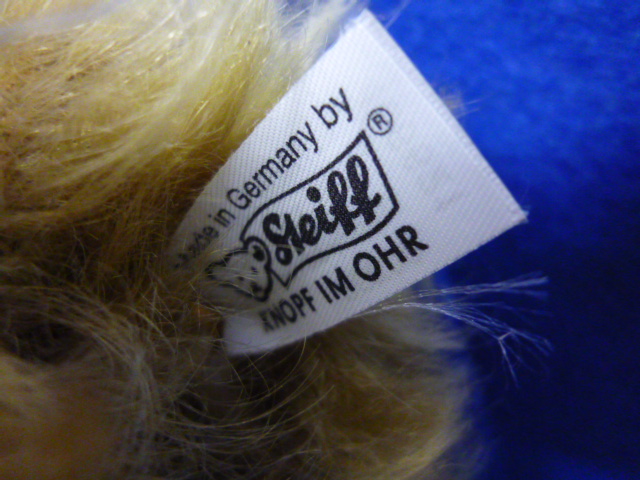 Made in Germany by
Steiff ®
KNOPF IM OHR